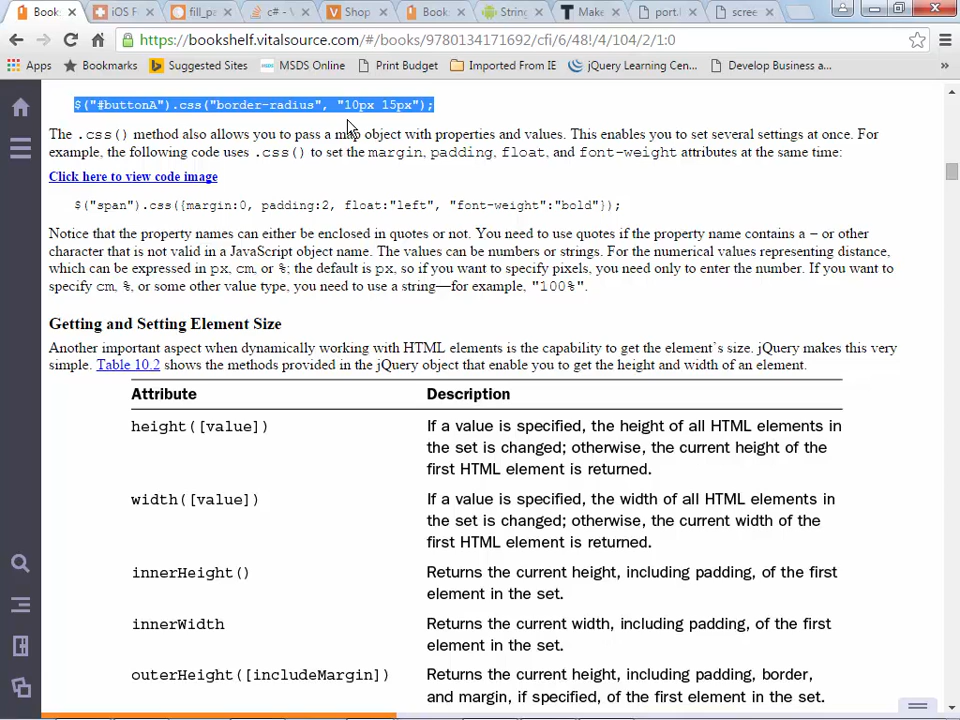 Book: iOS F fill_pa c# - V Shop Book: String Make port.l scree
https://bookshelf.vitalsource.com/#/books/9780134171692/cfi/6/48!/4/104/2/1:0
Apps Bookmarks Suggested Sites MSDS Online Print Budget Imported From IE jQuery Learning Cent Develop Business App »
$("#buttonA").css("border-radius", "10px 15px");
The .css() method also allows you to pass a map object with properties and values. This enables you to set several settings at once. For
example, the following code uses .css() to set the margin, padding, float, and font-weight attributes at the same time:
Click here to view code image
$("span").css({margin:0, padding:2, float:"left", "font-weight":"bold"});
Notice that the property names can either be enclosed in quotes or not. You need to use quotes if the property name contains a – or other
character that is not valid in a JavaScript object name. The values can be numbers or strings. For the numerical values representing distance,
which can be expressed in px, cm, or %; the default is px, so if you want to specify pixels, you need only to enter the number. If you want to
specify cm, %, or some other value type, you need to use a string—for example, "100%".
Getting and Setting Element Size
Another important aspect when dynamically working with HTML elements is the capability to get the element's size. jQuery makes this very
simple. Table 10.2 shows the methods provided in the jQuery object that enable you to get the height and width of an element.
Attribute Description
height([value]) If a value is specified, the height of all HTML elements in
the set is changed; otherwise, the current height of the
first HTML element is returned.
width([value]) If a value is specified, the width of all HTML elements in
the set is changed; otherwise, the current width of the
first HTML element is returned.
innerHeight() Returns the current height, including padding, of the first
element in the set.
innerWidth Returns the current width, including padding, of the first
element in the set.
outerHeight([includeMargin]) Returns the current height, including padding, border,
and margin, if specified, of the first element in the set.